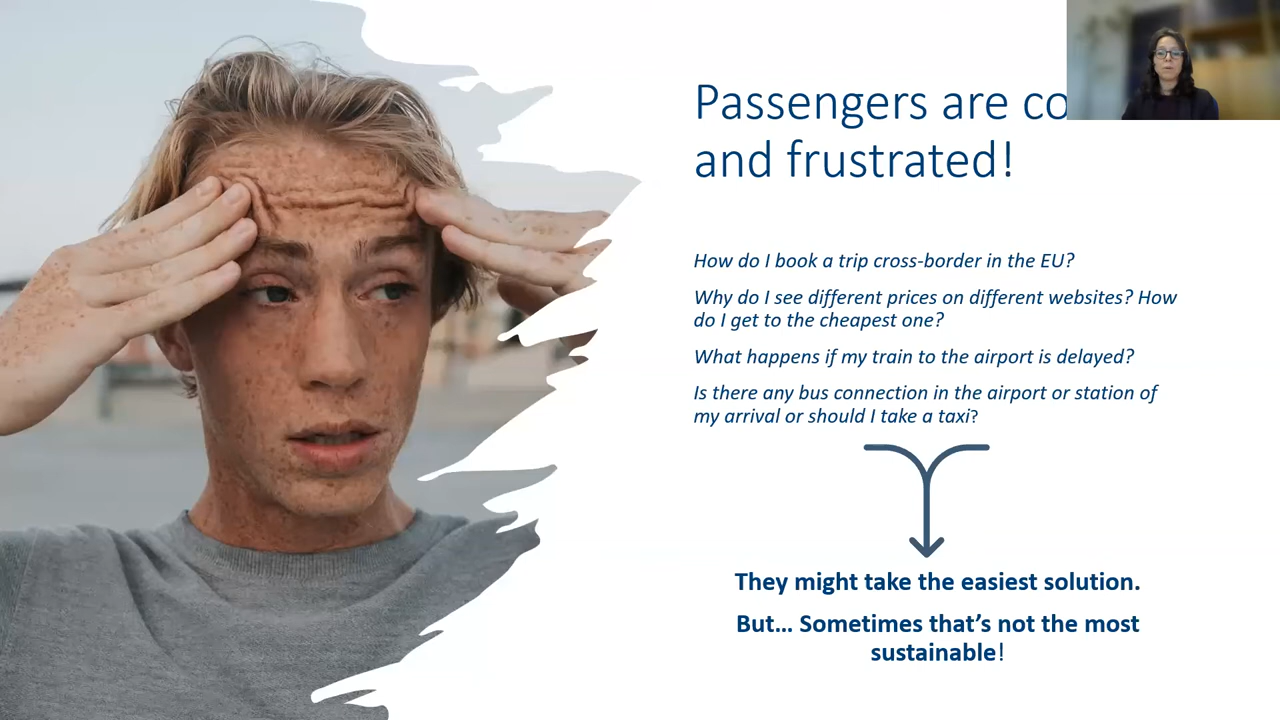 Passengers are co
and frustrated!
How do I book a trip cross-border in the EU?
Why do I see different prices on different websites? How
do I get to the cheapest one?
What happens if my train to the airport is delayed?
Is there any bus connection in the airport or station of
my arrival or should I take a taxi?
They might take the easiest solution.
But... Sometimes that’s not the most
sustainable!